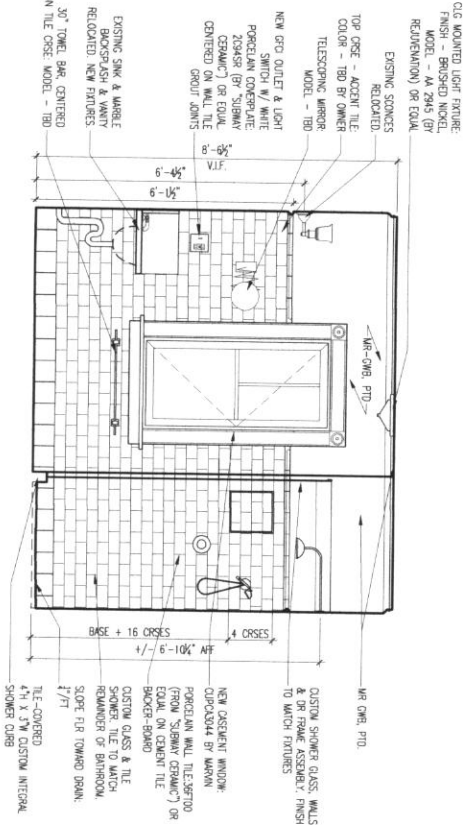 CLG MOUNTED LIGHT FIXTURE:
FINISH - BRUSHED NICKEL
MODEL - AA 2945 (BY
REJUVENATION) OR EQUAL
EXISTING SCONCES
RELOCATED.
TOP CRSE - ACCENT TILE:
COLOR - TBD BY OWNER
TELESCOPING MIRROR:
MODEL - TBD
NEW GFO OUTLET & LIGHT
SWITCH W/ WHITE
PORCELAIN COVERPLATE:
2C94SR (BY "SUBWAY
CERAMIC") OR EQUAL.
CENTERED ON WALL TILE
GROUT JOINTS
EXISTING SINK & MARBLE
BACKSPLASH & VANITY
RELOCATED. NEW FIXTURES.
30" TOWEL BAR, CENTERED
N TILE CRSE: MODEL - TBD
8'-6½"
V.I.F.
6'-4½"
6'-1½"
MR-GWB, PTD
MR GWB, PTD.
BASE + 16 CRSES
4 CRSES
+/- 6'-10¼" AFF
CUSTOM SHOWER GLASS, WALLS
& DR FRAME ASSEMBLY, FINISH
TO MATCH FIXTURES
NEW CASEMENT WINDOW:
CUPCA3044 BY MARVIN
PORCELAIN WALL TILE:36FT00
(FROM "SUBWAY CERAMIC") OR
EQUAL ON CEMENT TILE
BACKER-BOARD
CUSTOM GLASS & TILE
SHOWER TILE TO MATCH
REMAINDER OF BATHROOM.
SLOPE FLR TOWARD DRAIN:
¼"/FT
TILE-COVERED
4"H X 3"W CUSTOM INTEGRAL
SHOWER CURB